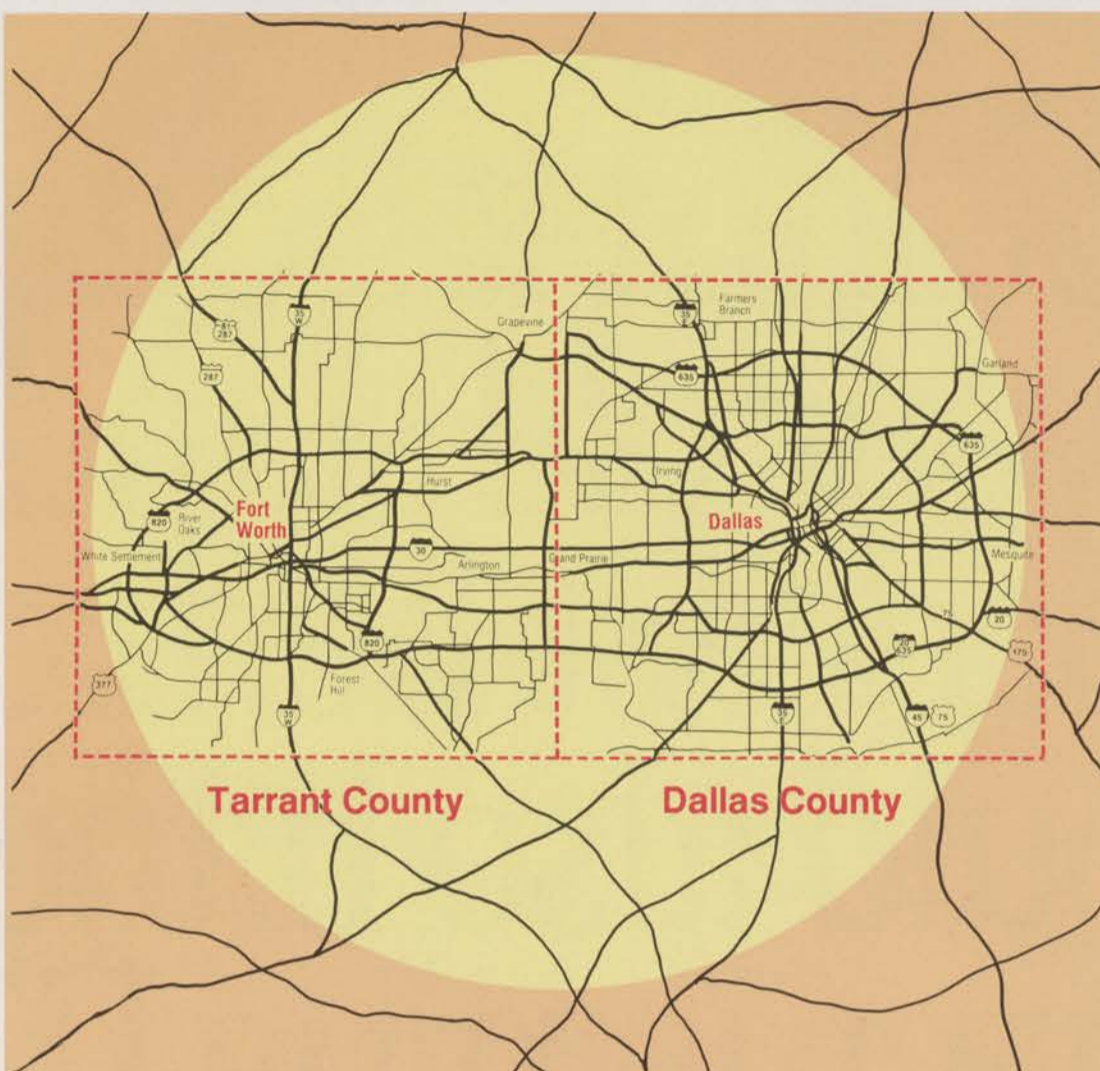 35
W
81
287
287
Grapevine
35
E
Farmers
Branch
635
Garland
635
Hurst
Irving
Fort
Worth
820
River
Oaks
Dallas
White Settlement
30
Arlington
Grand Prairie
Mesquite
820
20
20
635
175
377
Forest
Hill
35
W
35
45
75
Tarrant County
Dallas County